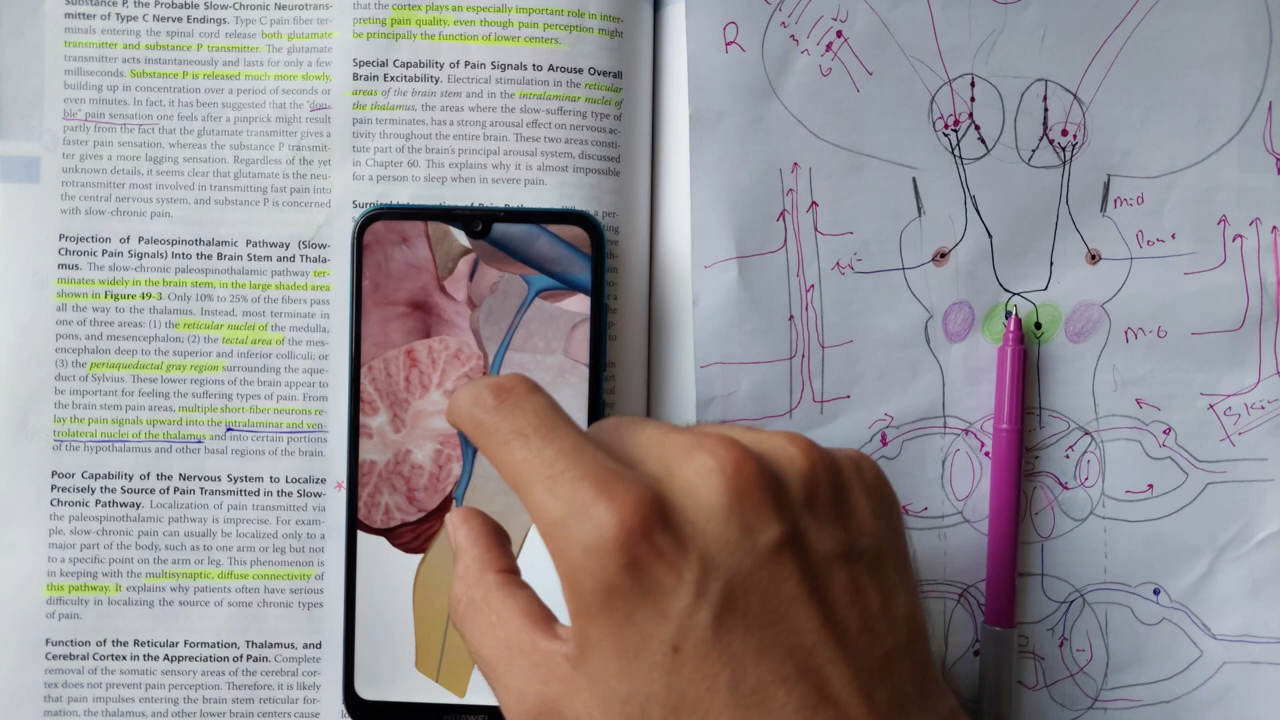 Substance P, the Probable Slow-Chronic Neurotrans-
mitter of Type C Nerve Endings. Type C pain fiber ter-
minals entering the spinal cord release both glutamate
transmitter and substance P transmitter. The glutamate
transmitter acts instantaneously and lasts for only a few
milliseconds. Substance P is released much more slowly,
building up in concentration over a period of seconds or
even minutes. In fact, it has been suggested that the "dou-
ble" pain sensation one feels after a pinprick might result
partly from the fact that the glutamate transmitter gives a
faster pain sensation, whereas the substance P transmit-
ter gives a more lagging sensation. Regardless of the yet
unknown details, it seems clear that glutamate is the neu-
rotransmitter most involved in transmitting fast pain into
the central nervous system, and substance P is concerned
with slow-chronic pain.
Projection of Paleospinothalamic Pathway (Slow-
Chronic Pain Signals) Into the Brain Stem and Thala-
mus. The slow-chronic paleospinothalamic pathway ter-
minates widely in the brain stem, in the large shaded area
shown in Figure 49-3. Only 10% to 25% of the fibers pass
all the way to the thalamus. Instead, most terminate in
one of three areas: (1) the reticular nuclei of the medulla,
pons, and mesencephalon; (2) the tectal area of the mes-
encephalon deep to the superior and inferior colliculi; or
(3) the periaqueductal gray region surrounding the aque-
duct of Sylvius. These lower regions of the brain appear to
be important for feeling the suffering types of pain. From
the brain stem pain areas, multiple short-fiber neurons re-
lay the pain signals upward into the intralaminar and ven-
trolateral nuclei of the thalamus and into certain portions
of the hypothalamus and other basal regions of the brain.
Poor Capability of the Nervous System to Localize
Precisely the Source of Pain Transmitted in the Slow-
Chronic Pathway. Localization of pain transmitted via
the paleospinothalamic pathway is imprecise. For exam-
ple, slow-chronic pain can usually be localized only to a
major part of the body, such as to one arm or leg but not
to a specific point on the arm or leg. This phenomenon is
in keeping with the multisynaptic, diffuse connectivity of
this pathway. It explains why patients often have serious
difficulty in localizing the source of some chronic types
of pain.
Function of the Reticular Formation, Thalamus, and
Cerebral Cortex in the Appreciation of Pain. Complete
removal of the somatic sensory areas of the cerebral cor-
tex does not prevent pain perception. Therefore, it is likely
that pain impulses entering the brain stem reticular for-
mation, the thalamus, and other lower brain centers cause
that the cortex plays an especially important role in inter-
preting pain quality, even though pain perception might
be principally the function of lower centers.
Special Capability of Pain Signals to Arouse Overall
Brain Excitability. Electrical stimulation in the reticular
areas of the brain stem and in the intralaminar nuclei of
the thalamus, the areas where the slow-suffering type of
pain terminates, has a strong arousal effect on nervous ac-
tivity throughout the entire brain. These two areas consti-
tute part of the brain's principal arousal system, discussed
in Chapter 60. This explains why it is almost impossible
for a person to sleep when in severe pain.
HUAWEI
R
mid
Pons
M-6
Skin